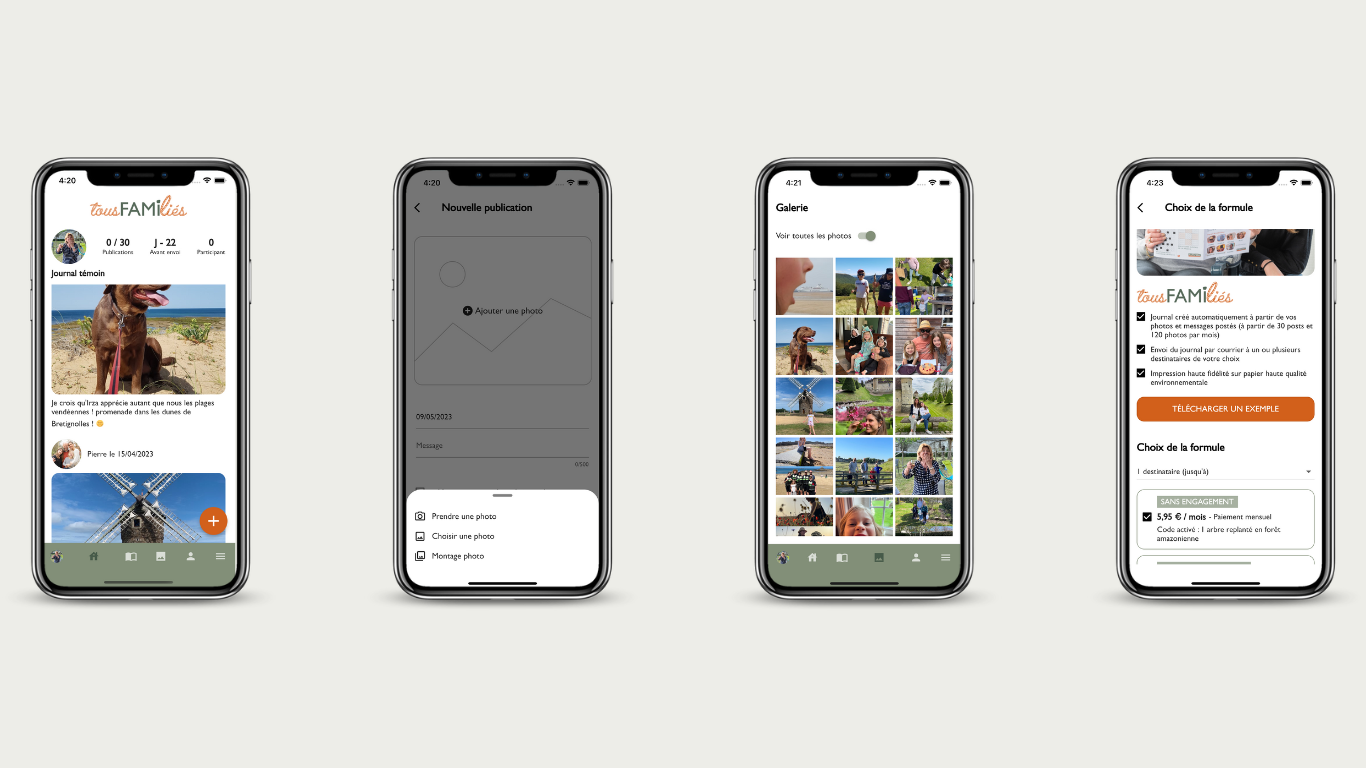 4:20
tousFAMiliés
0 / 30
Publications
J - 22
Avant envoi
0
Participant
Journal témoin
Je crois qu'Irza apprécie autant que nous les plages
vendéennes ! promenade dans les dunes de
Bretignolles !
Pierre le 15/04/2023
4:20
Nouvelle publication
Ajouter une photo
09/05/2023
Message
0/500
Prendre une photo
Choisir une photo
Montage photo
4:21
Galerie
Voir toutes les photos
4:23
Choix de la formule
tousFAMiliés
Journal créé automatiquement à partir de vos
photos et messages postés (à partir de 30 posts et
120 photos par mois)
Envoi du journal par courrier à un ou plusieurs
destinataires de votre choix
Impression haute fidélité sur papier haute qualité
environnementale
TÉLÉCHARGER UN EXEMPLE
Choix de la formule
1 destinataire (jusqu'à)
SANS ENGAGEMENT
5,95 € / mois - Paiement mensuel
Code activé : 1 arbre replanté en forêt
amazonienne